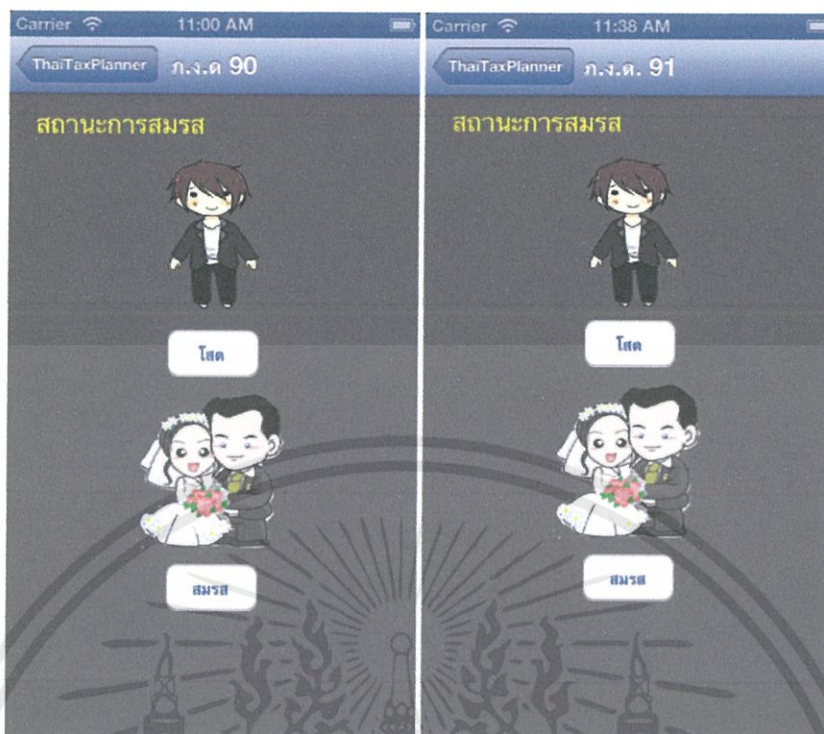 Carrier 11:00 AM
ThaiTaxPlanner ภ.ง.ด 90
สถานะการสมรส
โสด
สมรส
Carrier 11:38 AM
ThaiTaxPlanner ภ.ง.ด. 91
สถานะการสมรส
โสด
สมรส